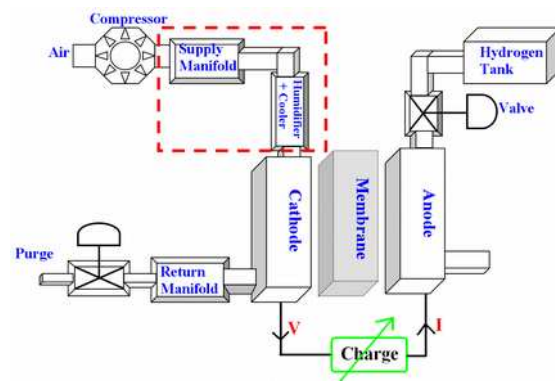 Compressor
Air
Supply
Manifold
Humidifier
+ Cooler
Hydrogen
Tank
Valve
Cathode
Membrane
Anode
Purge
Return
Manifold
V
I
Charge